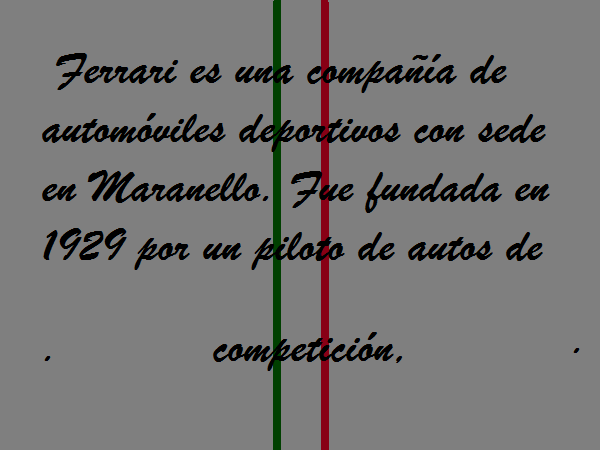 Ferrari es una compañía de
automóviles deportivos con sede
en Maranello. Fue fundada en
1929 por un piloto de autos de
. competición, .